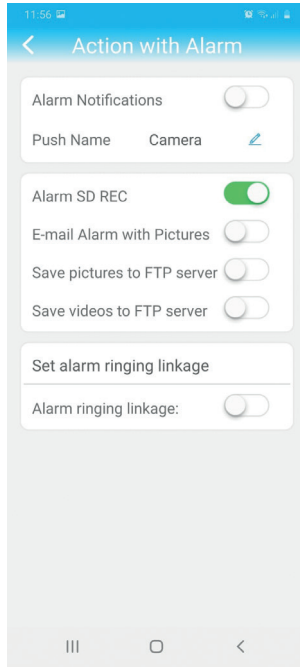 11:56
Action with Alarm
Alarm Notifications
Push Name Camera
Alarm SD REC
E-mail Alarm with Pictures
Save pictures to FTP server
Save videos to FTP server
Set alarm ringing linkage
Alarm ringing linkage: